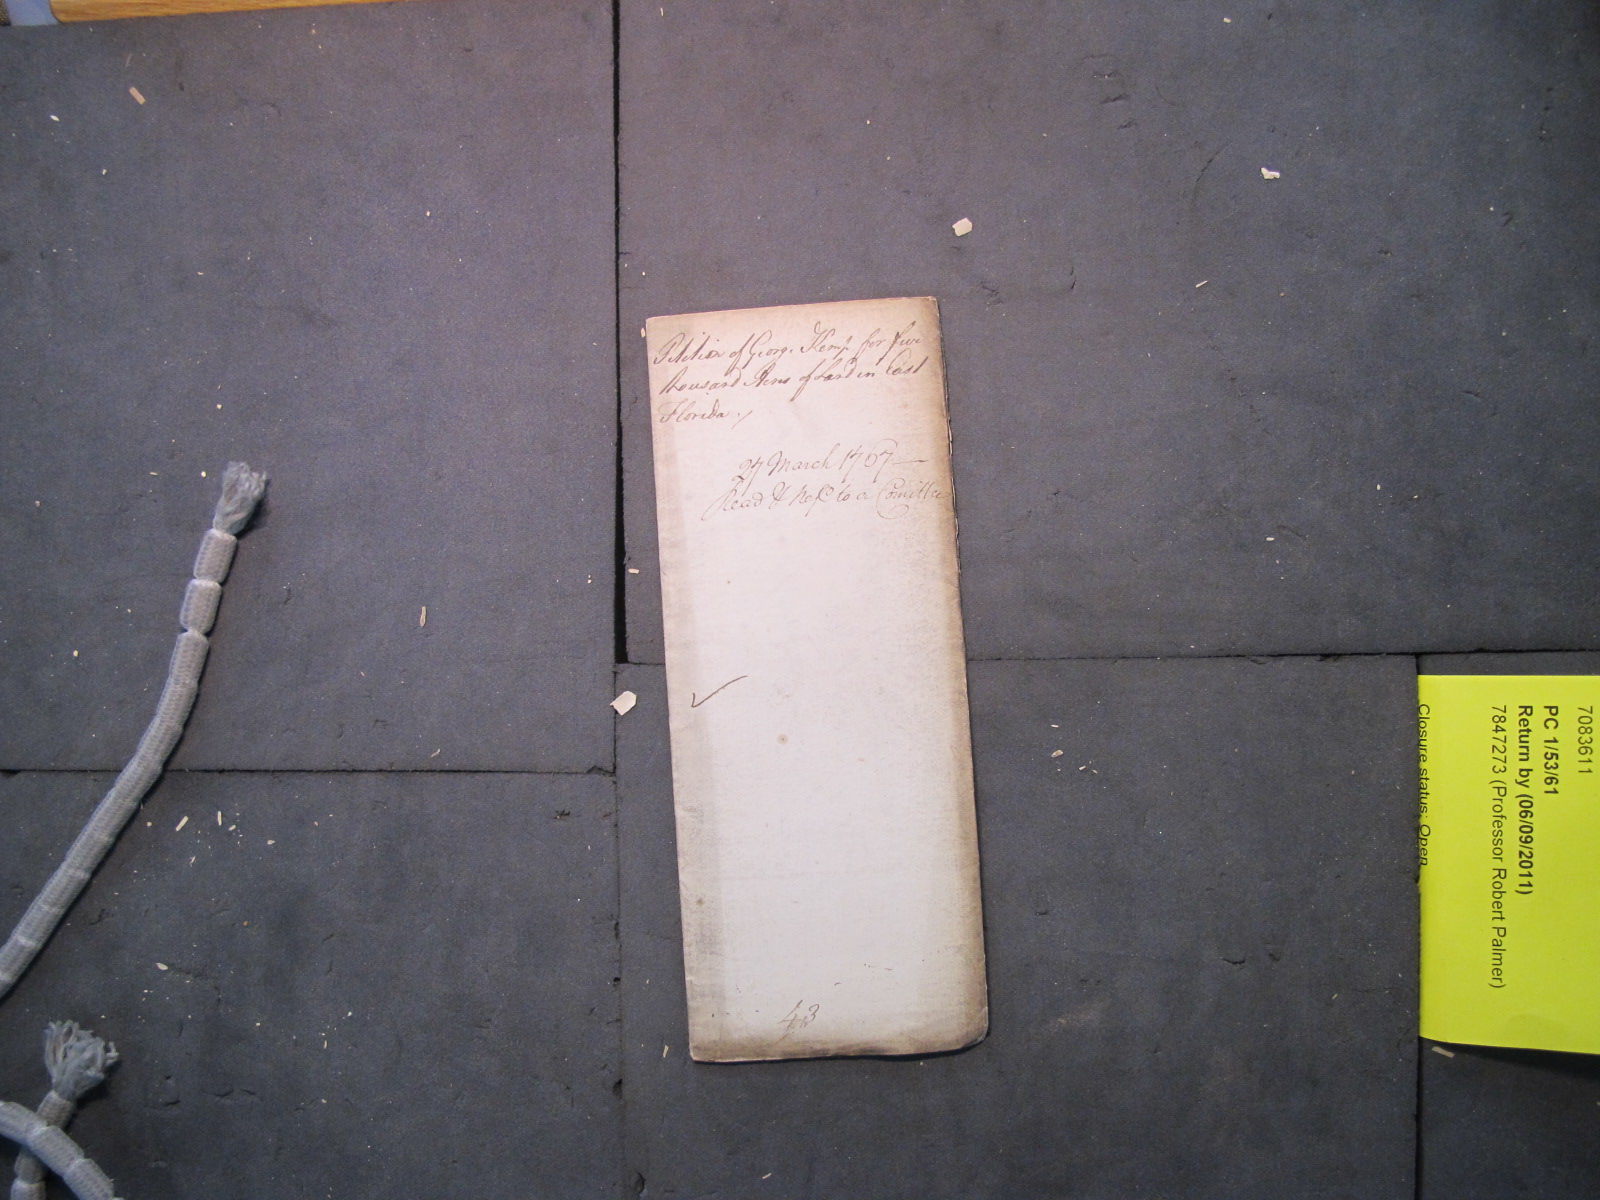 Petition of George Kemp for five
thousand Acres of Land in East
Florida.
27 March 1767
Read & Refd to a Comittee
43
7083611
PC 1/53/61
Return by (06/09/2011)
7847273 (Professor Robert Palmer)
Closure status: Open